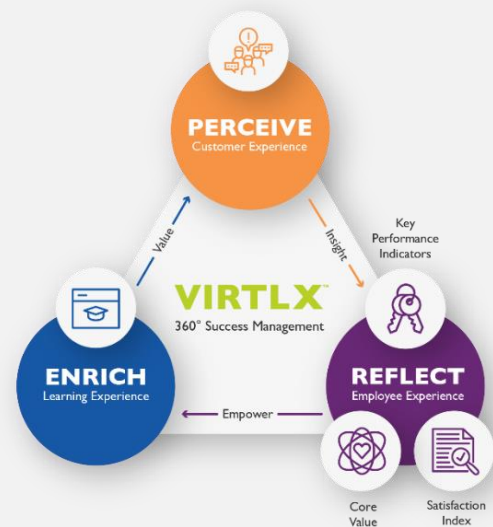 PERCEIVE
Customer Experience
Value
Insight
Key
Performance
Indicators
VIRTLX™
360° Success Management
ENRICH
Learning Experience
REFLECT
Employee Experience
Empower
Core
Value
Satisfaction
Index